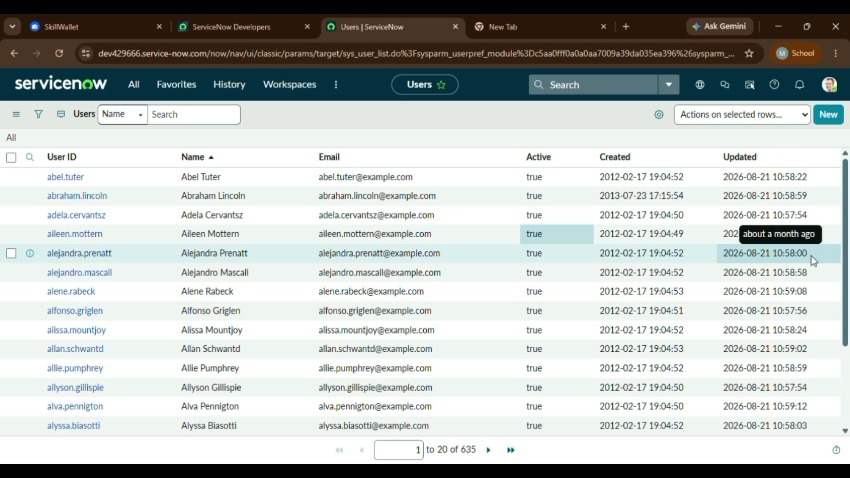 SkillWallet ServiceNow Developers Users | ServiceNow New Tab Ask Gemini
dev429666.service-now.com/now/nav/ui/classic/params/target/sys_user_list.do%3Fsysparm_userpref_module%3Dc5aa0fff0a0a0aa7009a39da035ea396%26sysparm_... M School
servicenow All Favorites History Workspaces Users Search
Users Name Search Actions on selected rows... New
All
User ID Name Email Active Created Updated
abel.tuter Abel Tuter abel.tuter@example.com true 2012-02-17 19:04:52 2026-08-21 10:58:22
abraham.lincoln Abraham Lincoln abraham.lincoln@example.com true 2013-07-23 17:15:54 2026-08-21 10:58:59
adela.cervantsz Adela Cervantsz adela.cervantsz@example.com true 2012-02-17 19:04:50 2026-08-21 10:57:54
aileen.mottern Aileen Mottern aileen.mottern@example.com true 2012-02-17 19:04:49 202 about a month ago
alejandra.prenatt Alejandra Prenatt alejandra.prenatt@example.com true 2012-02-17 19:04:52 2026-08-21 10:58:00
alejandro.mascall Alejandro Mascall alejandro.mascall@example.com true 2012-02-17 19:04:52 2026-08-21 10:58:58
alene.rabeck Alene Rabeck alene.rabeck@example.com true 2012-02-17 19:04:53 2026-08-21 10:59:08
alfonso.griglen Alfonso Griglen alfonso.griglen@example.com true 2012-02-17 19:04:51 2026-08-21 10:57:56
alissa.mountjoy Alissa Mountjoy alissa.mountjoy@example.com true 2012-02-17 19:04:52 2026-08-21 10:58:24
allan.schwantd Allan Schwantd allan.schwantd@example.com true 2012-02-17 19:04:53 2026-08-21 10:59:02
allie.pumphrey Allie Pumphrey allie.pumphrey@example.com true 2012-02-17 19:04:52 2026-08-21 10:58:59
allyson.gillispie Allyson Gillispie allyson.gillispie@example.com true 2012-02-17 19:04:50 2026-08-21 10:57:54
alva.pennigton Alva Pennigton alva.pennigton@example.com true 2012-02-17 19:04:50 2026-08-21 10:59:12
alyssa.biasotti Alyssa Biasotti alyssa.biasotti@example.com true 2012-02-17 19:04:52 2026-08-21 10:58:03
1 to 20 of 635